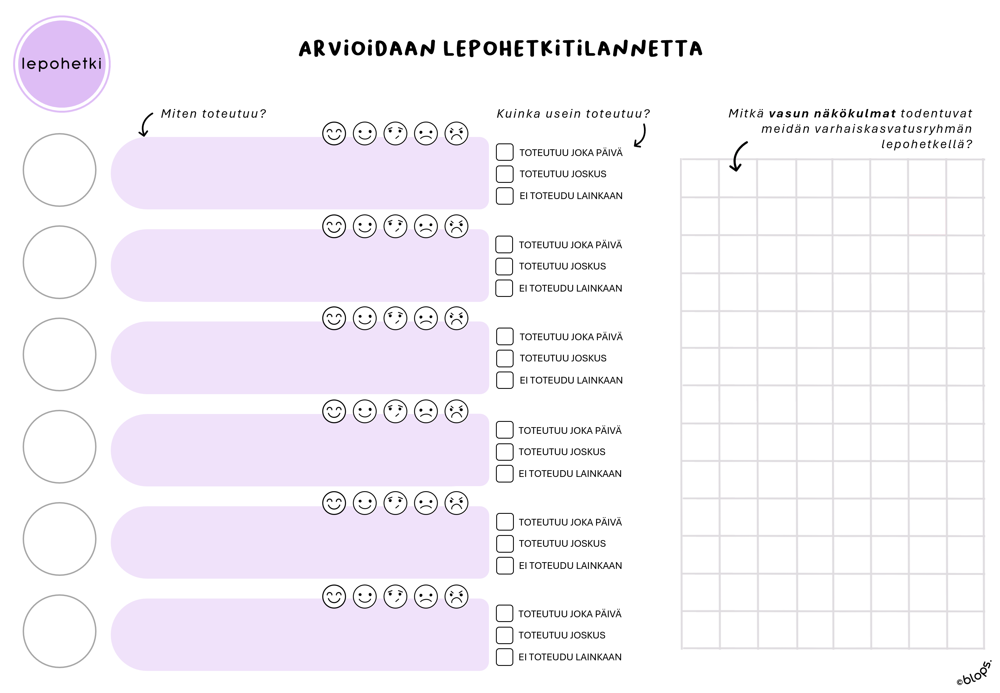 lepohetki
ARVIOIDAAN LEPOHETKITILANNETTA
Miten toteutuu?
Kuinka usein toteutuu?
Mitkä vasun näkökulmat todentuvat
meidän varhaiskasvatusryhmän
lepohetkellä?
TOTEUTUU JOKA PÄIVÄ
TOTEUTUU JOSKUS
EI TOTEUDU LAINKAAN
TOTEUTUU JOKA PÄIVÄ
TOTEUTUU JOSKUS
EI TOTEUDU LAINKAAN
TOTEUTUU JOKA PÄIVÄ
TOTEUTUU JOSKUS
EI TOTEUDU LAINKAAN
TOTEUTUU JOKA PÄIVÄ
TOTEUTUU JOSKUS
EI TOTEUDU LAINKAAN
TOTEUTUU JOKA PÄIVÄ
TOTEUTUU JOSKUS
EI TOTEUDU LAINKAAN
TOTEUTUU JOKA PÄIVÄ
TOTEUTUU JOSKUS
EI TOTEUDU LAINKAAN
©blops.